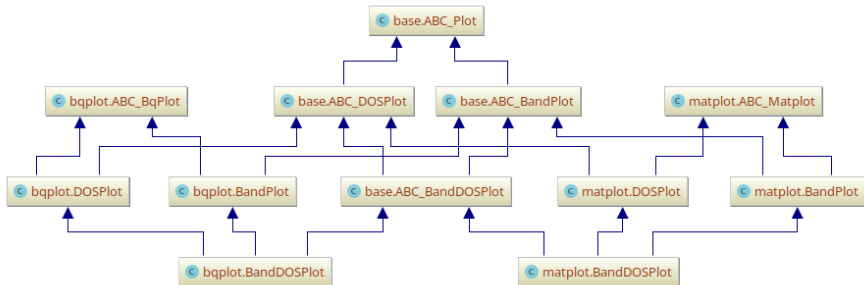 C base.ABC_Plot
C bqplot.ABC_BqPlot
C base.ABC_DOSPlot
C base.ABC_BandPlot
C matplot.ABC_Matplot
C bqplot.DOSPlot
C bqplot.BandPlot
C base.ABC_BandDOSPlot
C matplot.DOSPlot
C matplot.BandPlot
C bqplot.BandDOSPlot
C matplot.BandDOSPlot